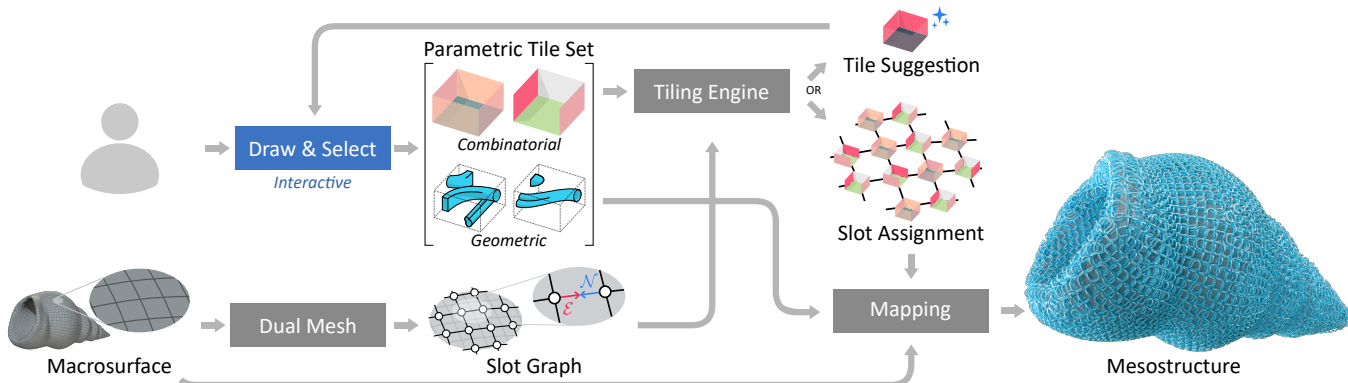 Parametric Tile Set
Tile Suggestion
Tiling Engine
OR
Draw & Select
Interactive
Combinatorial
Geometric
Slot Assignment
Macrosurface
Dual Mesh
ℰ
𝒩
Slot Graph
Mapping
Mesostructure